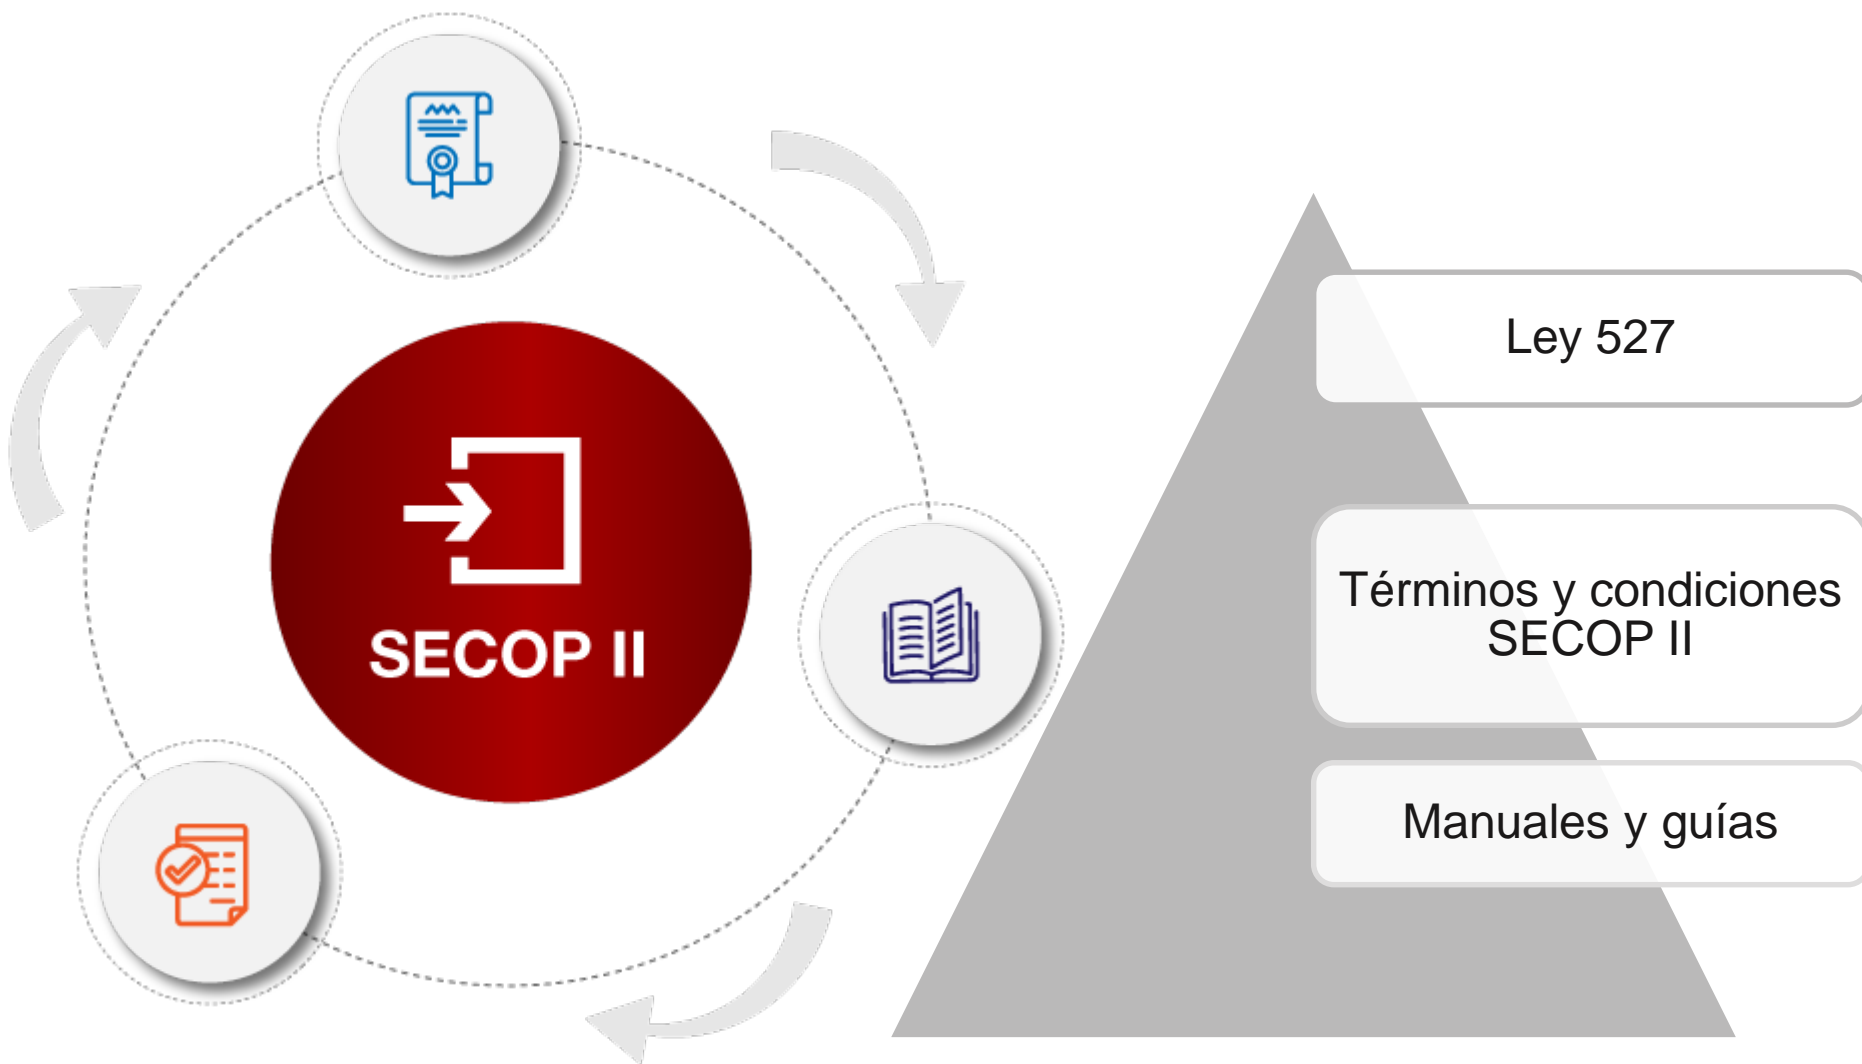 SECOP II
Ley 527
Términos y condiciones
SECOP II
Manuales y guías